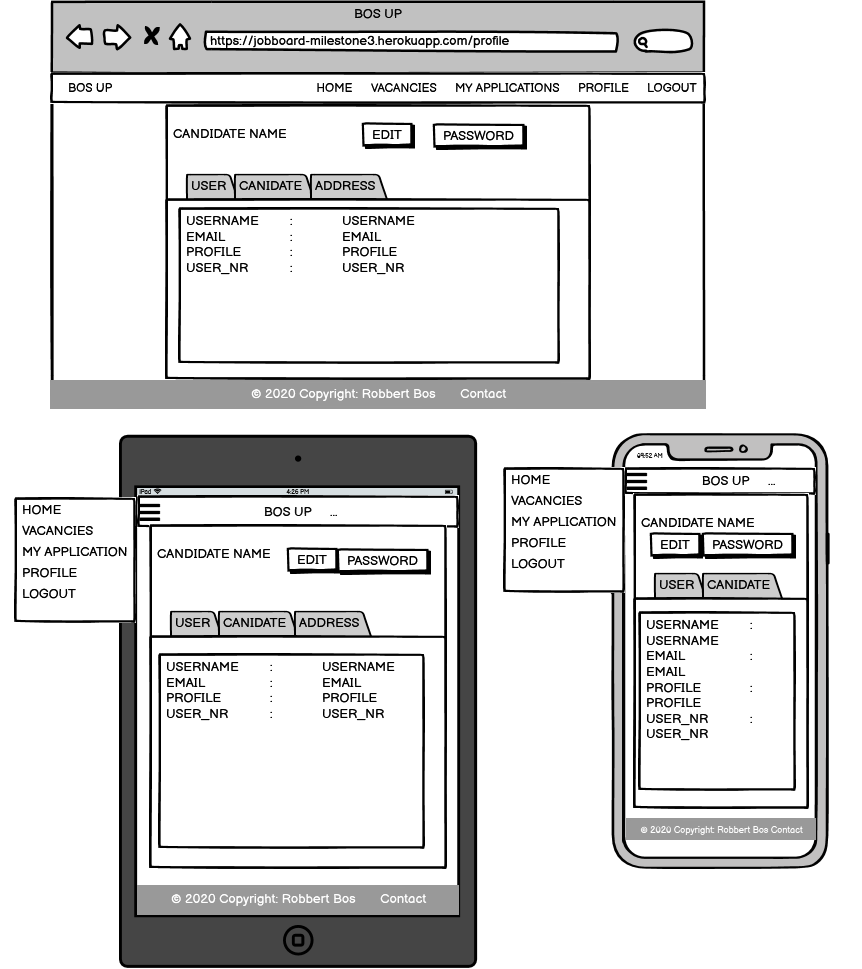 BOS UP
https://jobboard-milestone3.herokuapp.com/profile
BOS UP HOME VACANCIES MY APPLICATIONS PROFILE LOGOUT
CANDIDATE NAME EDIT PASSWORD
USER CANIDATE ADDRESS
USERNAME : USERNAME
EMAIL : EMAIL
PROFILE : PROFILE
USER_NR : USER_NR
© 2020 Copyright: Robbert Bos Contact
iPod 4:26 PM
BOS UP ...
HOME
VACANCIES
MY APPLICATION
PROFILE
LOGOUT
CANDIDATE NAME EDIT PASSWORD
USER CANIDATE ADDRESS
USERNAME : USERNAME
EMAIL : EMAIL
PROFILE : PROFILE
USER_NR : USER_NR
© 2020 Copyright: Robbert Bos Contact
09:52 AM
BOS UP ...
HOME
VACANCIES
MY APPLICATION
PROFILE
LOGOUT
CANDIDATE NAME
EDIT PASSWORD
USER CANIDATE
USERNAME :
USERNAME
EMAIL :
EMAIL
PROFILE :
PROFILE
USER_NR :
USER_NR
© 2020 Copyright: Robbert Bos Contact